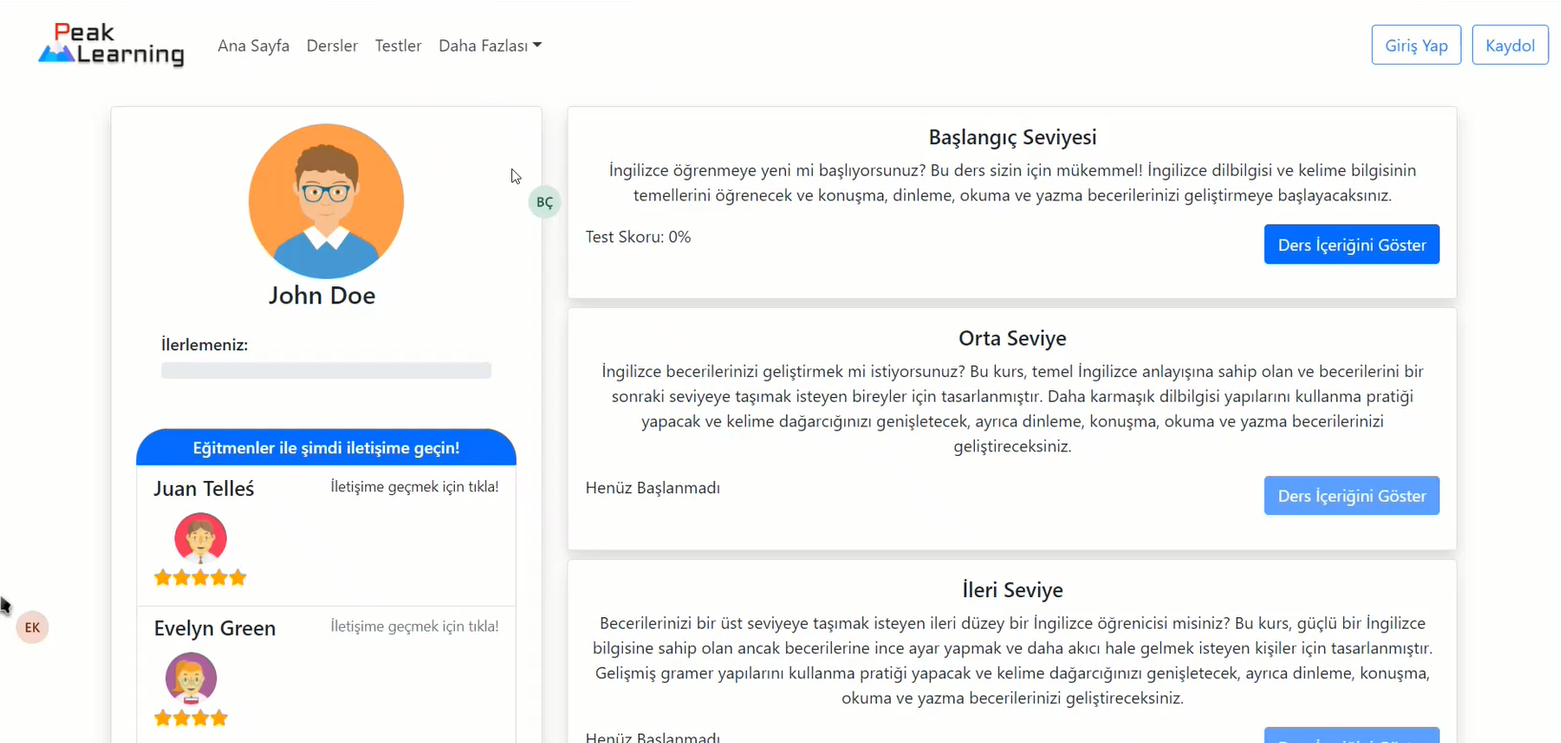 Peak
Learning
Ana Sayfa
Dersler
Testler
Daha Fazlası
Giriş Yap
Kaydol
John Doe
İlerlemeniz:
Eğitmenler ile şimdi iletişime geçin!
Juan Telleś
İletişime geçmek için tıkla!
Evelyn Green
İletişime geçmek için tıkla!
BÇ
EK
Başlangıç Seviyesi
İngilizce öğrenmeye yeni mi başlıyorsunuz? Bu ders sizin için mükemmel! İngilizce dilbilgisi ve kelime bilgisinin
temellerini öğrenecek ve konuşma, dinleme, okuma ve yazma becerilerinizi geliştirmeye başlayacaksınız.
Test Skoru: 0%
Ders İçeriğini Göster
Orta Seviye
İngilizce becerilerinizi geliştirmek mi istiyorsunuz? Bu kurs, temel İngilizce anlayışına sahip olan ve becerilerini bir
sonraki seviyeye taşımak isteyen bireyler için tasarlanmıştır. Daha karmaşık dilbilgisi yapılarını kullanma pratiği
yapacak ve kelime dağarcığınızı genişletecek, ayrıca dinleme, konuşma, okuma ve yazma becerilerinizi
geliştireceksiniz.
Henüz Başlanmadı
Ders İçeriğini Göster
İleri Seviye
Becerilerinizi bir üst seviyeye taşımak isteyen ileri düzey bir İngilizce öğrenicisi misiniz? Bu kurs, güçlü bir İngilizce
bilgisine sahip olan ancak becerilerine ince ayar yapmak ve daha akıcı hale gelmek isteyen kişiler için tasarlanmıştır.
Gelişmiş gramer yapılarını kullanma pratiği yapacak ve kelime dağarcığınızı genişletecek, ayrıca dinleme, konuşma,
okuma ve yazma becerilerinizi geliştireceksiniz.
Henüz Başlanmadı